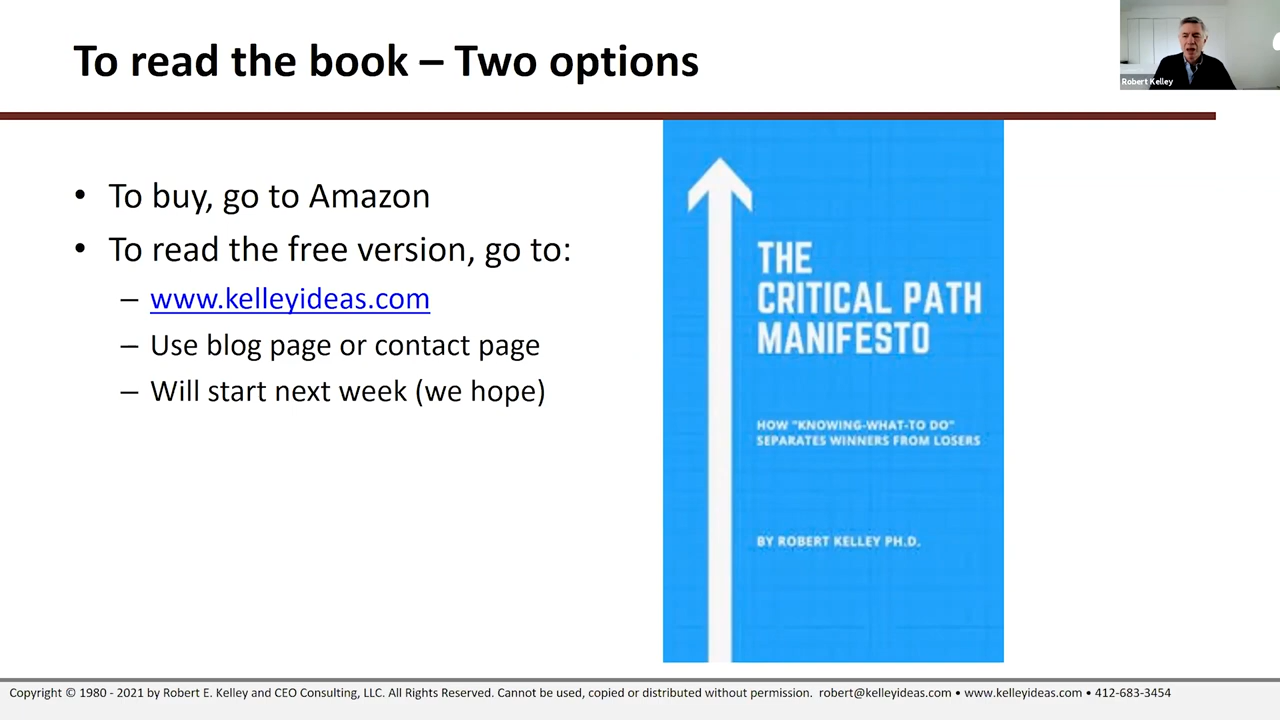 To read the book – Two options
Robert Kelley
• To buy, go to Amazon
• To read the free version, go to:
– www.kelleyideas.com
– Use blog page or contact page
– Will start next week (we hope)
THE
CRITICAL PATH
MANIFESTO
HOW "KNOWING-WHAT-TO DO"
SEPARATES WINNERS FROM LOSERS
BY ROBERT KELLEY PH.D.
Copyright © 1980 - 2021 by Robert E. Kelley and CEO Consulting, LLC. All Rights Reserved. Cannot be used, copied or distributed without permission. robert@kelleyideas.com • www.kelleyideas.com • 412-683-3454